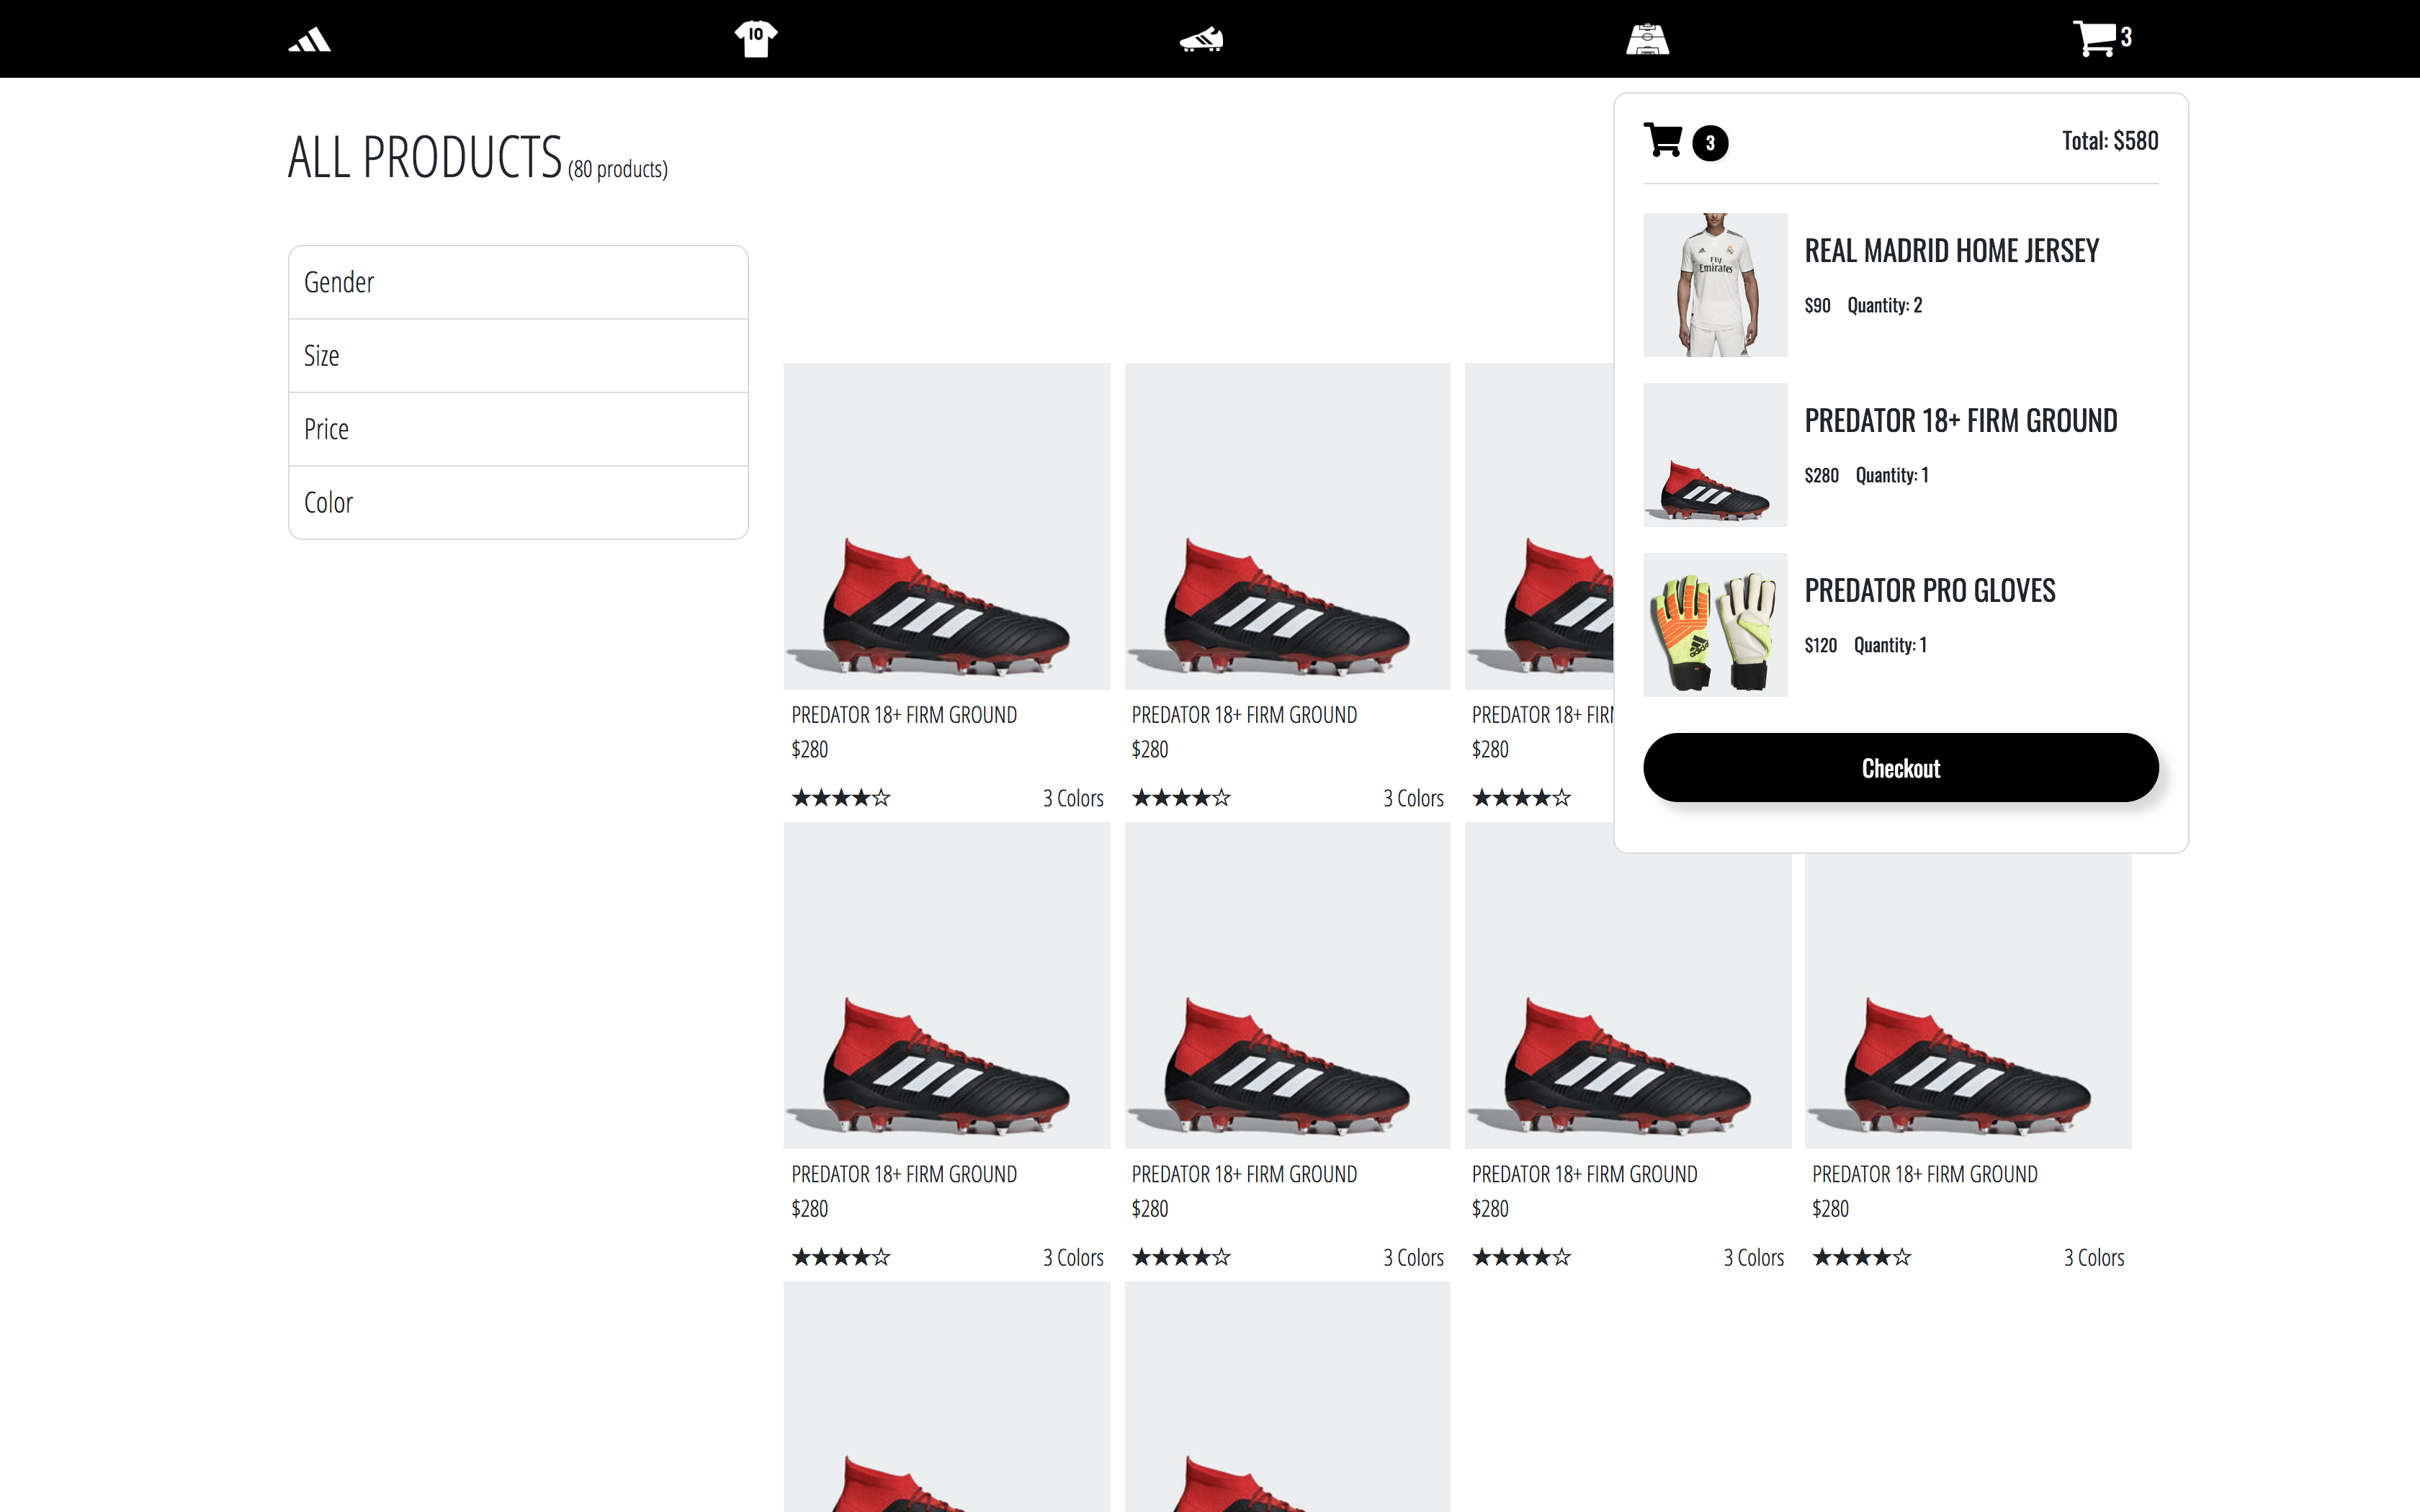 10
3
ALL PRODUCTS (80 products)
Gender
Size
Price
Color
3
Total: $580
Fly
Emirates
REAL MADRID HOME JERSEY
$90 Quantity: 2
PREDATOR 18+ FIRM GROUND
$280 Quantity: 1
adidas
PREDATOR PRO GLOVES
$120 Quantity: 1
Checkout
PREDATOR 18+ FIRM GROUND
$280
★★★★☆ 3 Colors
PREDATOR 18+ FIRM GROUND
$280
★★★★☆ 3 Colors
PREDATOR 18+ FIR
$280
★★★★☆
PREDATOR 18+ FIRM GROUND
$280
★★★★☆ 3 Colors
PREDATOR 18+ FIRM GROUND
$280
★★★★☆ 3 Colors
PREDATOR 18+ FIRM GROUND
$280
★★★★☆ 3 Colors
PREDATOR 18+ FIRM GROUND
$280
★★★★☆ 3 Colors